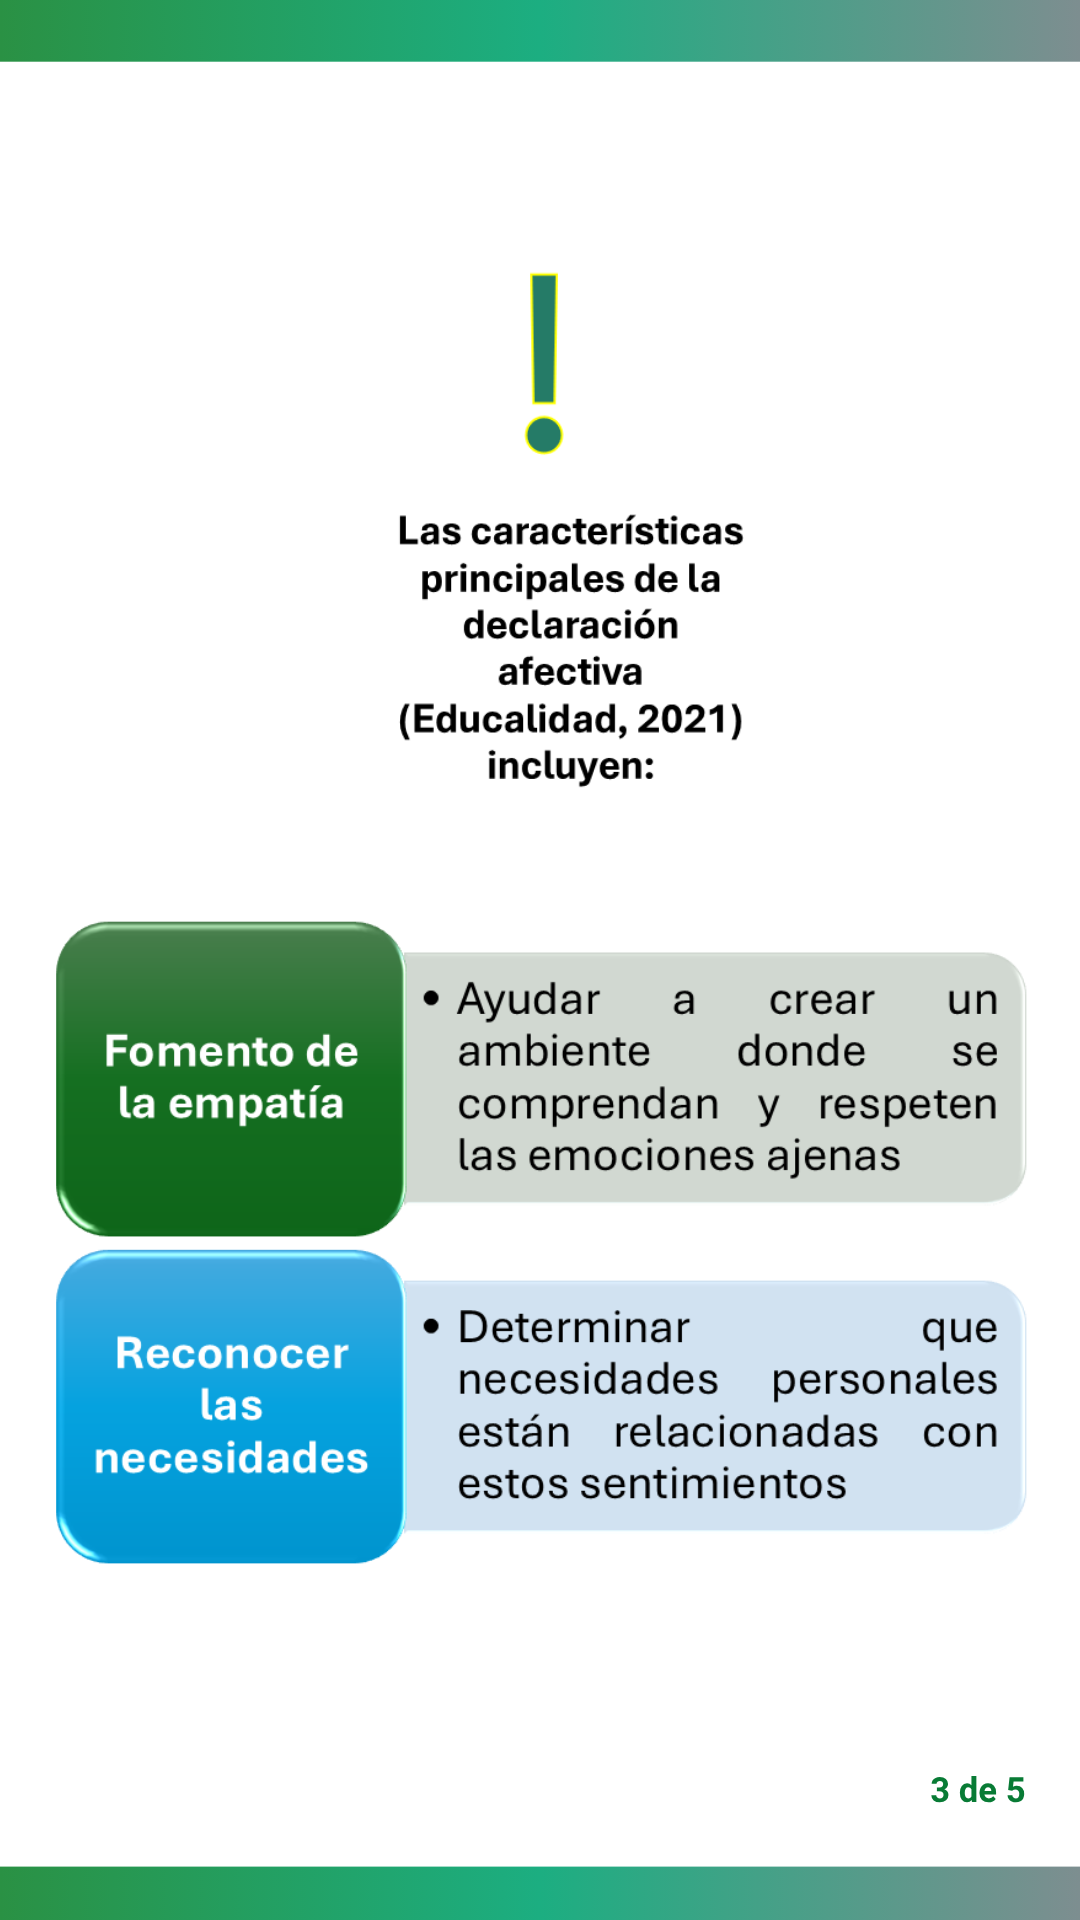 Las características
principales de la
declaración
afectiva
(Educalidad, 2021)
incluyen:
Fomento de
la empatía
• Ayudar a crear un
ambiente donde se
comprendan y respeten
las emociones ajenas
Reconocer
las
necesidades
• Determinar que
necesidades personales
están relacionadas con
estos sentimientos
3 de 5